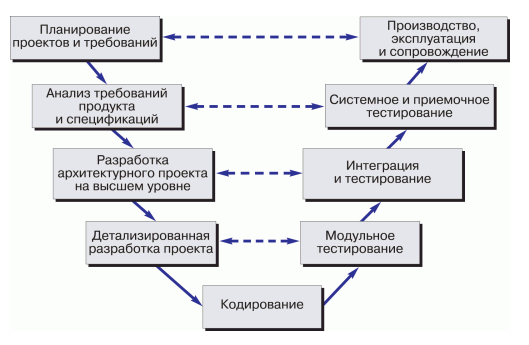 Планирование
проектов и требований
Производство,
эксплуатация
и сопровождение
Анализ требований
продукта
и спецификаций
Системное и приемочное
тестирование
Разработка
архитектурного проекта
на высшем уровне
Интеграция
и тестирование
Детализированная
разработка проекта
Модульное
тестирование
Кодирование